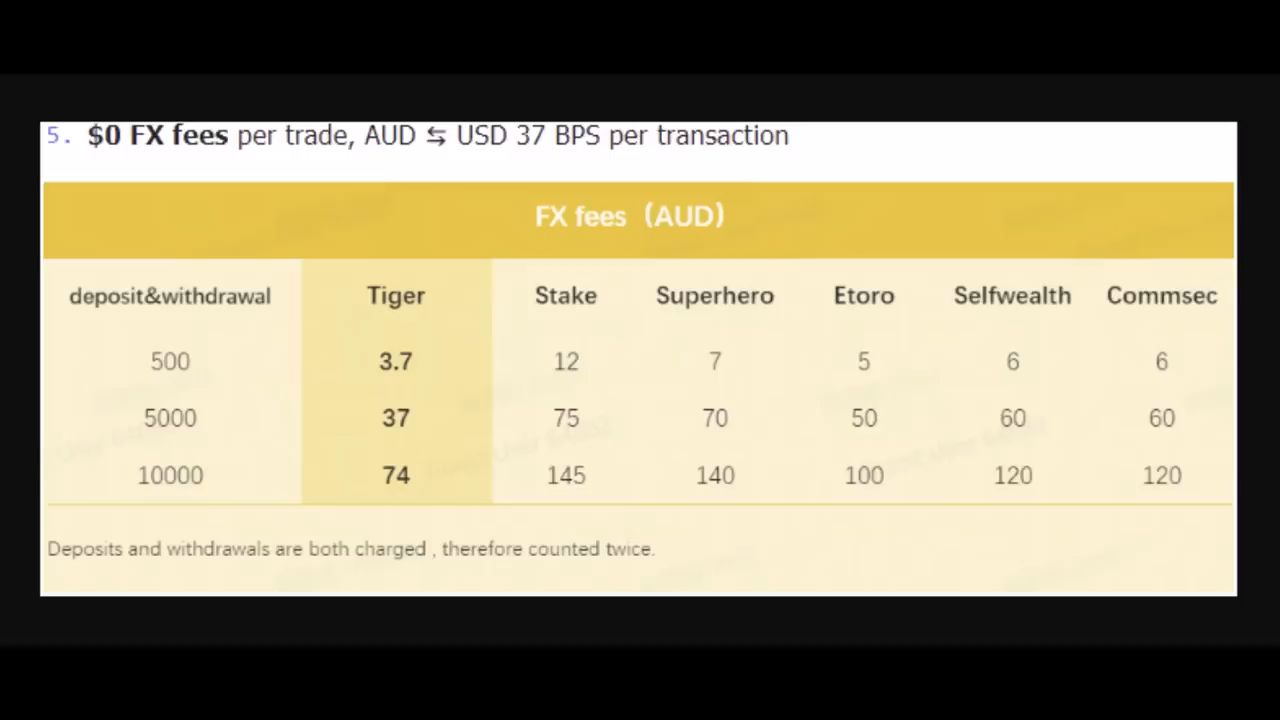 5. $0 FX fees per trade, AUD ⇆ USD 37 BPS per transaction
FX fees（AUD）
deposit&withdrawal Tiger Stake Superhero Etoro Selfwealth Commsec
500 3.7 12 7 5 6 6
5000 37 75 70 50 60 60
10000 74 145 140 100 120 120
Deposits and withdrawals are both charged , therefore counted twice.